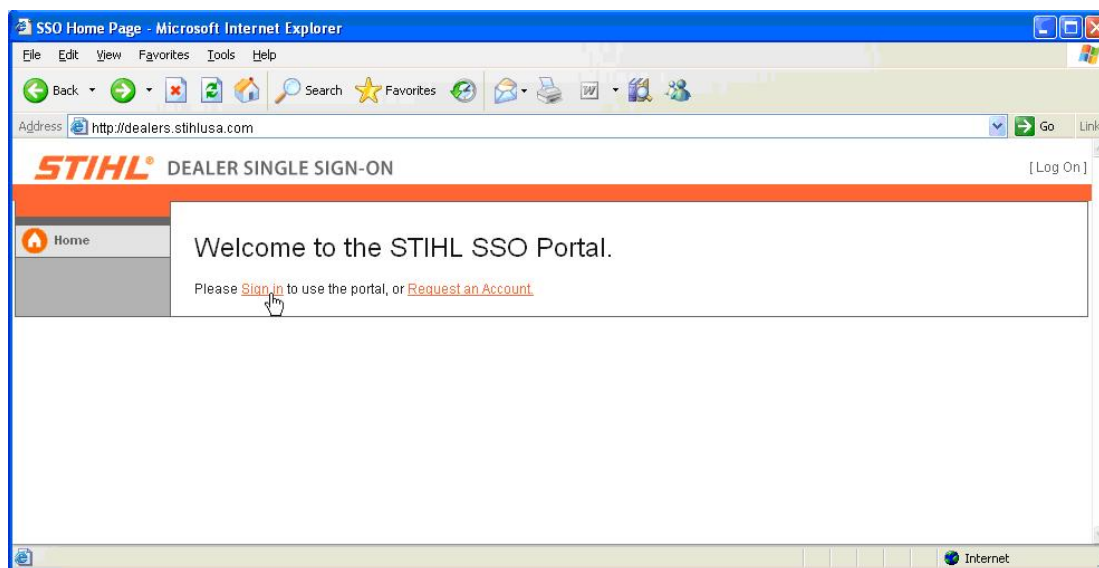 SSO Home Page - Microsoft Internet Explorer
File Edit View Favorites Tools Help
Back Search Favorites W
Address http://dealers.stihlusa.com Go Link
STIHL® DEALER SINGLE SIGN-ON [ Log On ]
Home
Welcome to the STIHL SSO Portal.
Please Sign in to use the portal, or Request an Account.
Internet